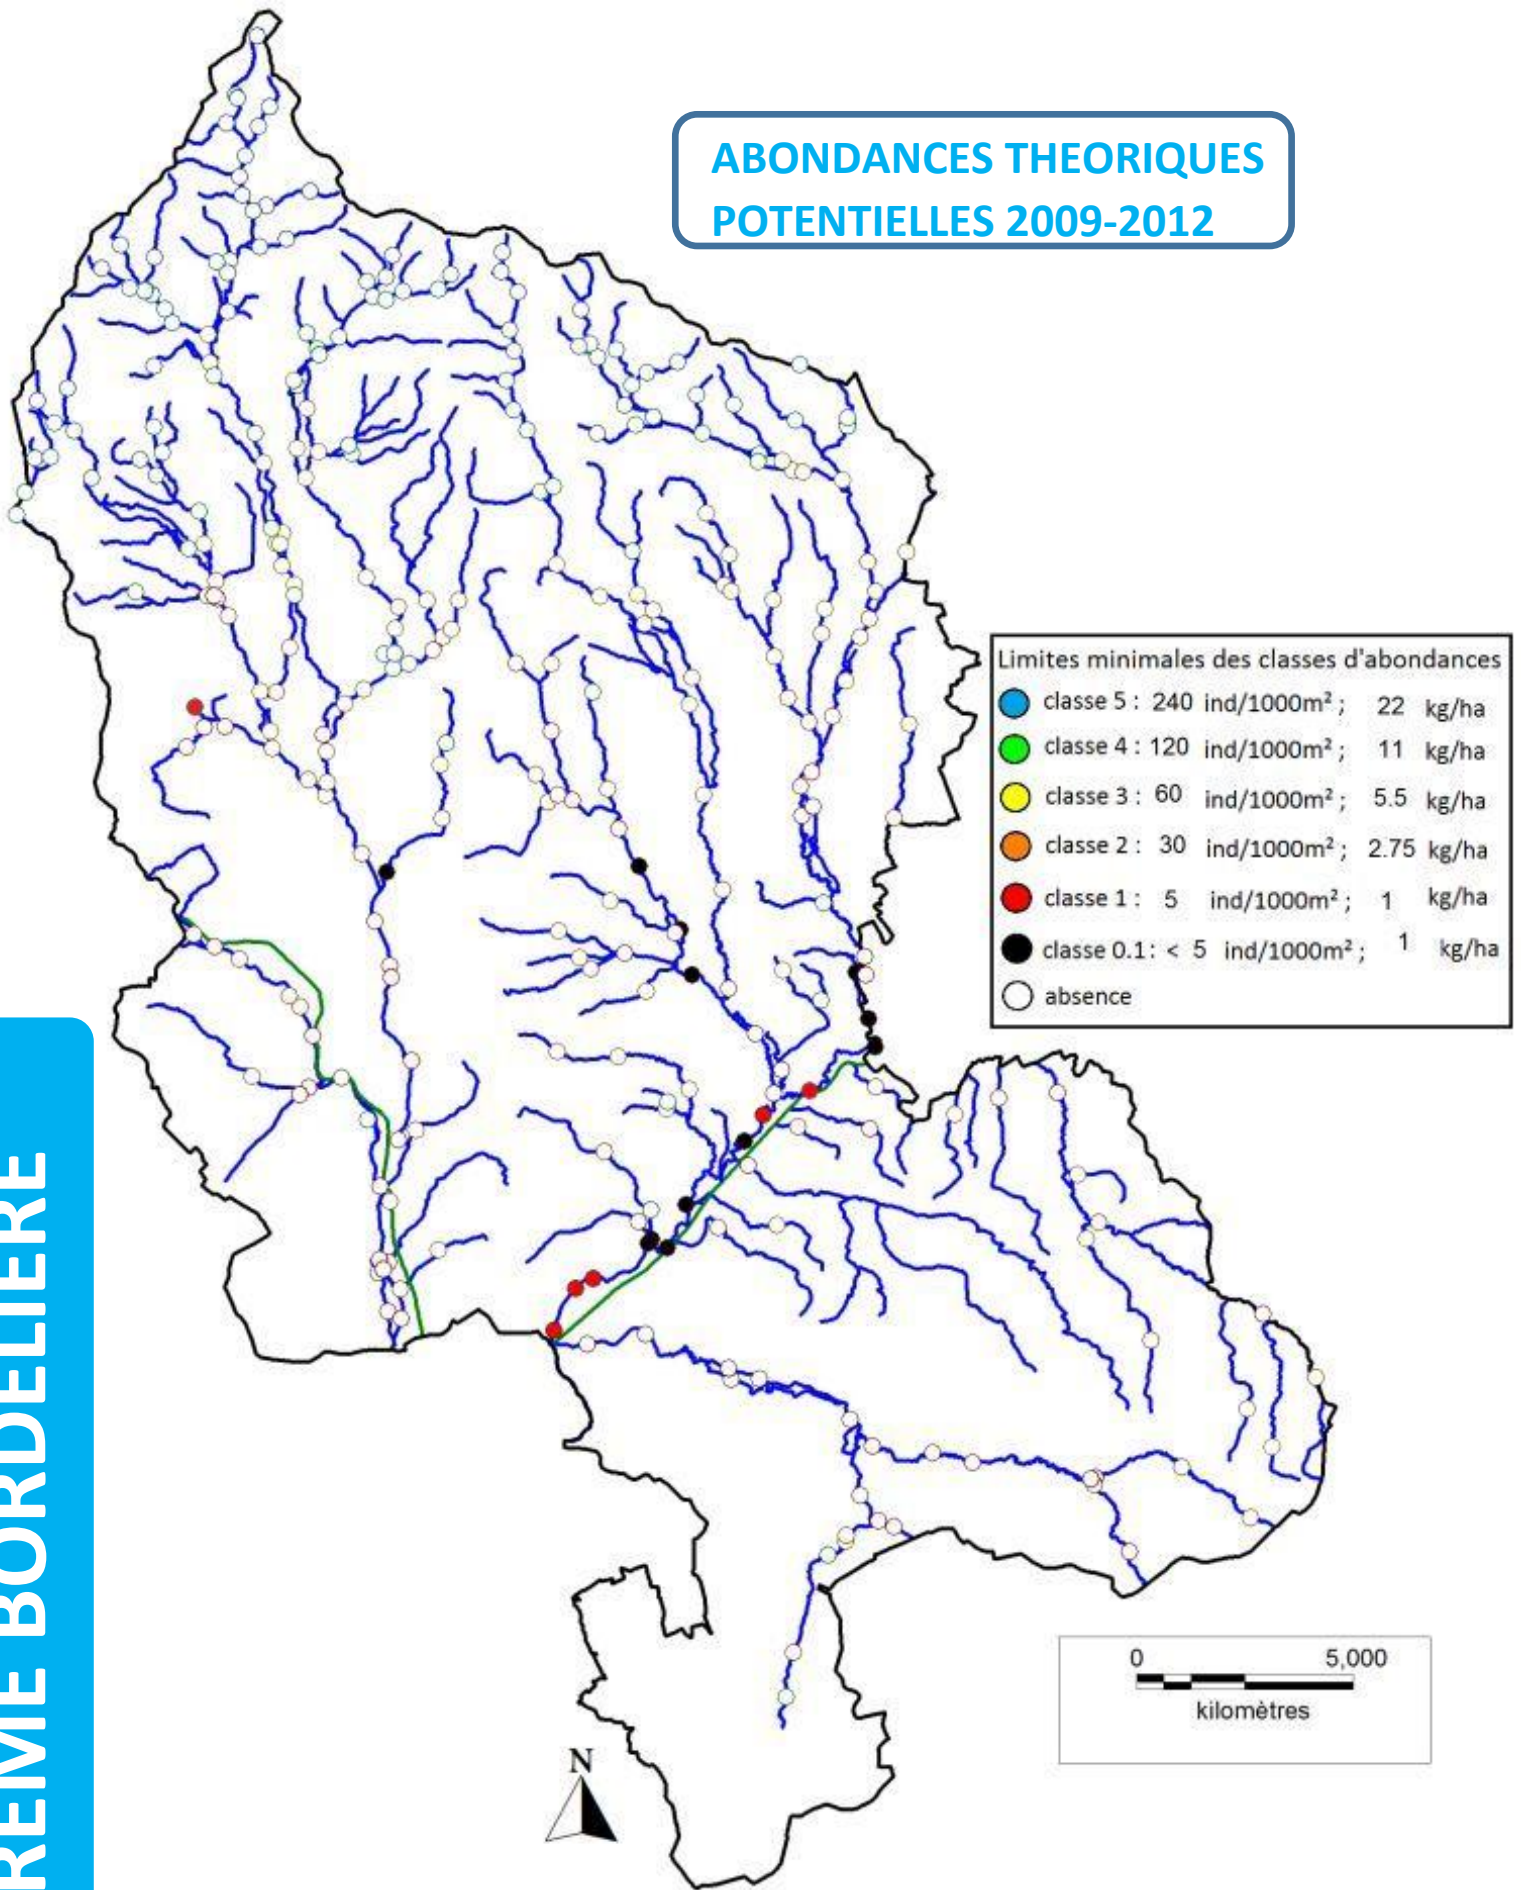 ABONDANCES THEORIQUES
POTENTIELLES 2009-2012
Limites minimales des classes d'abondances
classe 5 : 240 ind/1000m² ; 22 kg/ha
classe 4 : 120 ind/1000m² ; 11 kg/ha
classe 3 : 60 ind/1000m² ; 5.5 kg/ha
classe 2 : 30 ind/1000m² ; 2.75 kg/ha
classe 1 : 5 ind/1000m² ; 1 kg/ha
classe 0.1 : < 5 ind/1000m² ; 1 kg/ha
absence
REME BORDELIERE
0 5,000
kilomètres
N